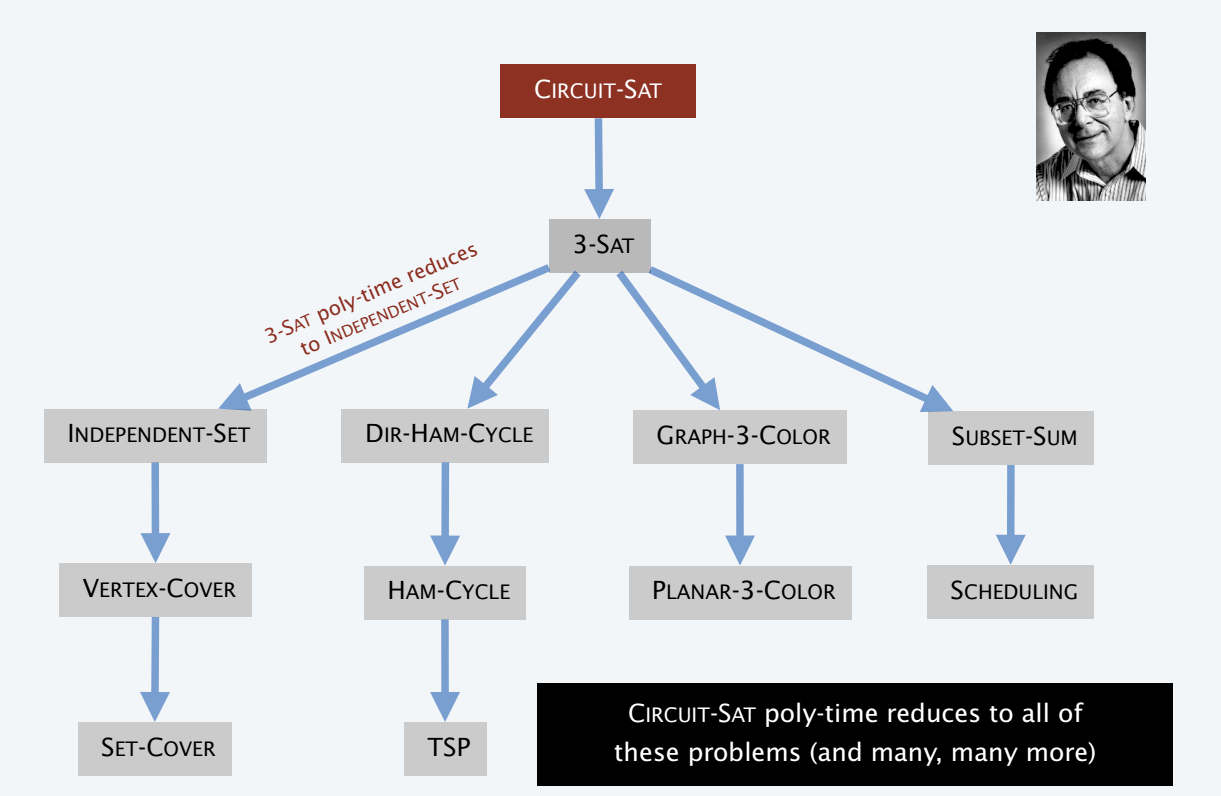 CIRCUIT-SAT
3-SAT
3-SAT poly-time reduces
to INDEPENDENT-SET
INDEPENDENT-SET
DIR-HAM-CYCLE
GRAPH-3-COLOR
SUBSET-SUM
VERTEX-COVER
HAM-CYCLE
PLANAR-3-COLOR
SCHEDULING
SET-COVER
TSP
CIRCUIT-SAT poly-time reduces to all of
these problems (and many, many more)